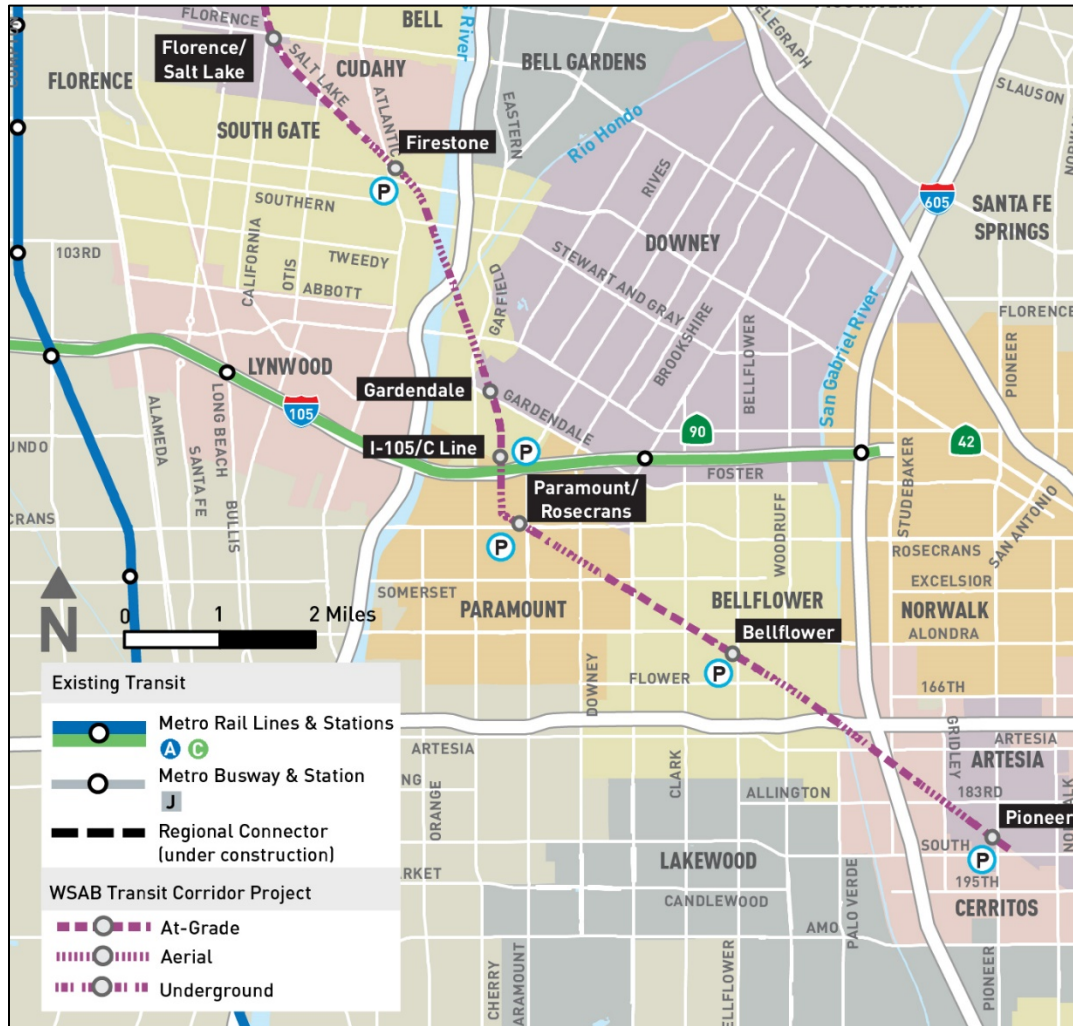 FLORENCE
BELL
TELEGRAPH
Florence/
Salt Lake
SALT LAKE
CUDAHY
River
BELL GARDENS
FLORENCE
ATLANTIC
EASTERN
SLAUSON
SOUTH GATE
Rio Hondo
Firestone
P
RIVES
605
SANTA FE
SPRINGS
SOUTHERN
DOWNEY
103RD
CALIFORNIA
OTIS
TWEEDY
ABBOTT
GARFIELD
STEWART AND GRAY
BROOKSHIRE
BELLFLOWER
San Gabriel River
FLORENCE
PIONEER
LYNWOOD
Gardendale
GARDENDALE
105
I-105/C Line
P
90
42
ALAMEDA
LONG BEACH
SANTA FE
BULLIS
FOSTER
STUDEBAKER
SAN ANTONIO
Paramount/
Rosecrans
P
WOODRUFF
ROSECRANS
EXCELSIOR
N
0 1 2 Miles
SOMERSET
PARAMOUNT
BELLFLOWER
NORWALK
ALONDRA
Bellflower
P
FLOWER
DOWNEY
166TH
Existing Transit
Metro Rail Lines & Stations
A C
Metro Busway & Station
J
Regional Connector
(under construction)
WSAB Transit Corridor Project
At-Grade
Aerial
Underground
ARTESIA
ORANGE
CLARK
ALLINGTON
GRIDLEY
ARTESIA
ARTESIA
183RD
Pioneer
SOUTH
P
195TH
LAKEWOOD
CANDLEWOOD
PALO VERDE
CERRITOS
CHERRY
PIONEER